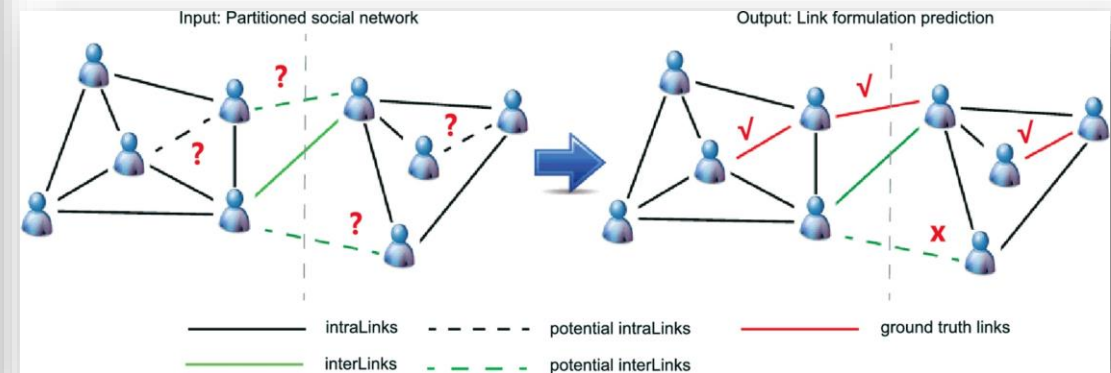 Input: Partitioned social network
Output: Link formulation prediction
?
?
?
?
√
√
√
x
intraLinks
potential intraLinks
ground truth links
interLinks
potential interLinks